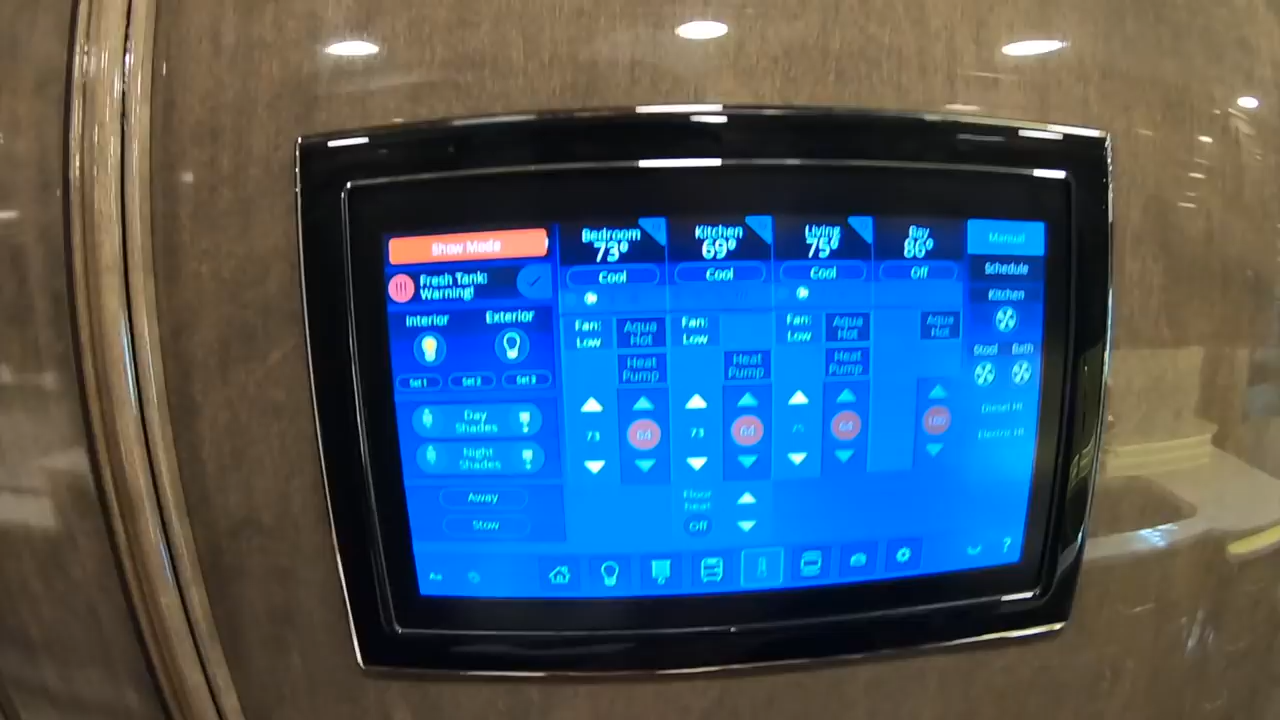 Show Mode
Fresh Tank:
Warning!
Interior
Exterior
Set 1
Set 2
Set 3
Day
Shades
Night
Shades
Away
Stow
Bedroom
73°
Cool
Fan:
Low
Aqua
Hot
Heat
Pump
73
64
Kitchen
69°
Cool
Fan:
Low
Heat
Pump
73
64
Floor
heat
Off
Living
75°
Cool
Fan:
Low
Aqua
Hot
Heat
Pump
75
64
Bay
86°
Off
Aqua
Hot
100
Manual
Schedule
Kitchen
Stool
Bath
Diesel Ht
Electric Ht
?